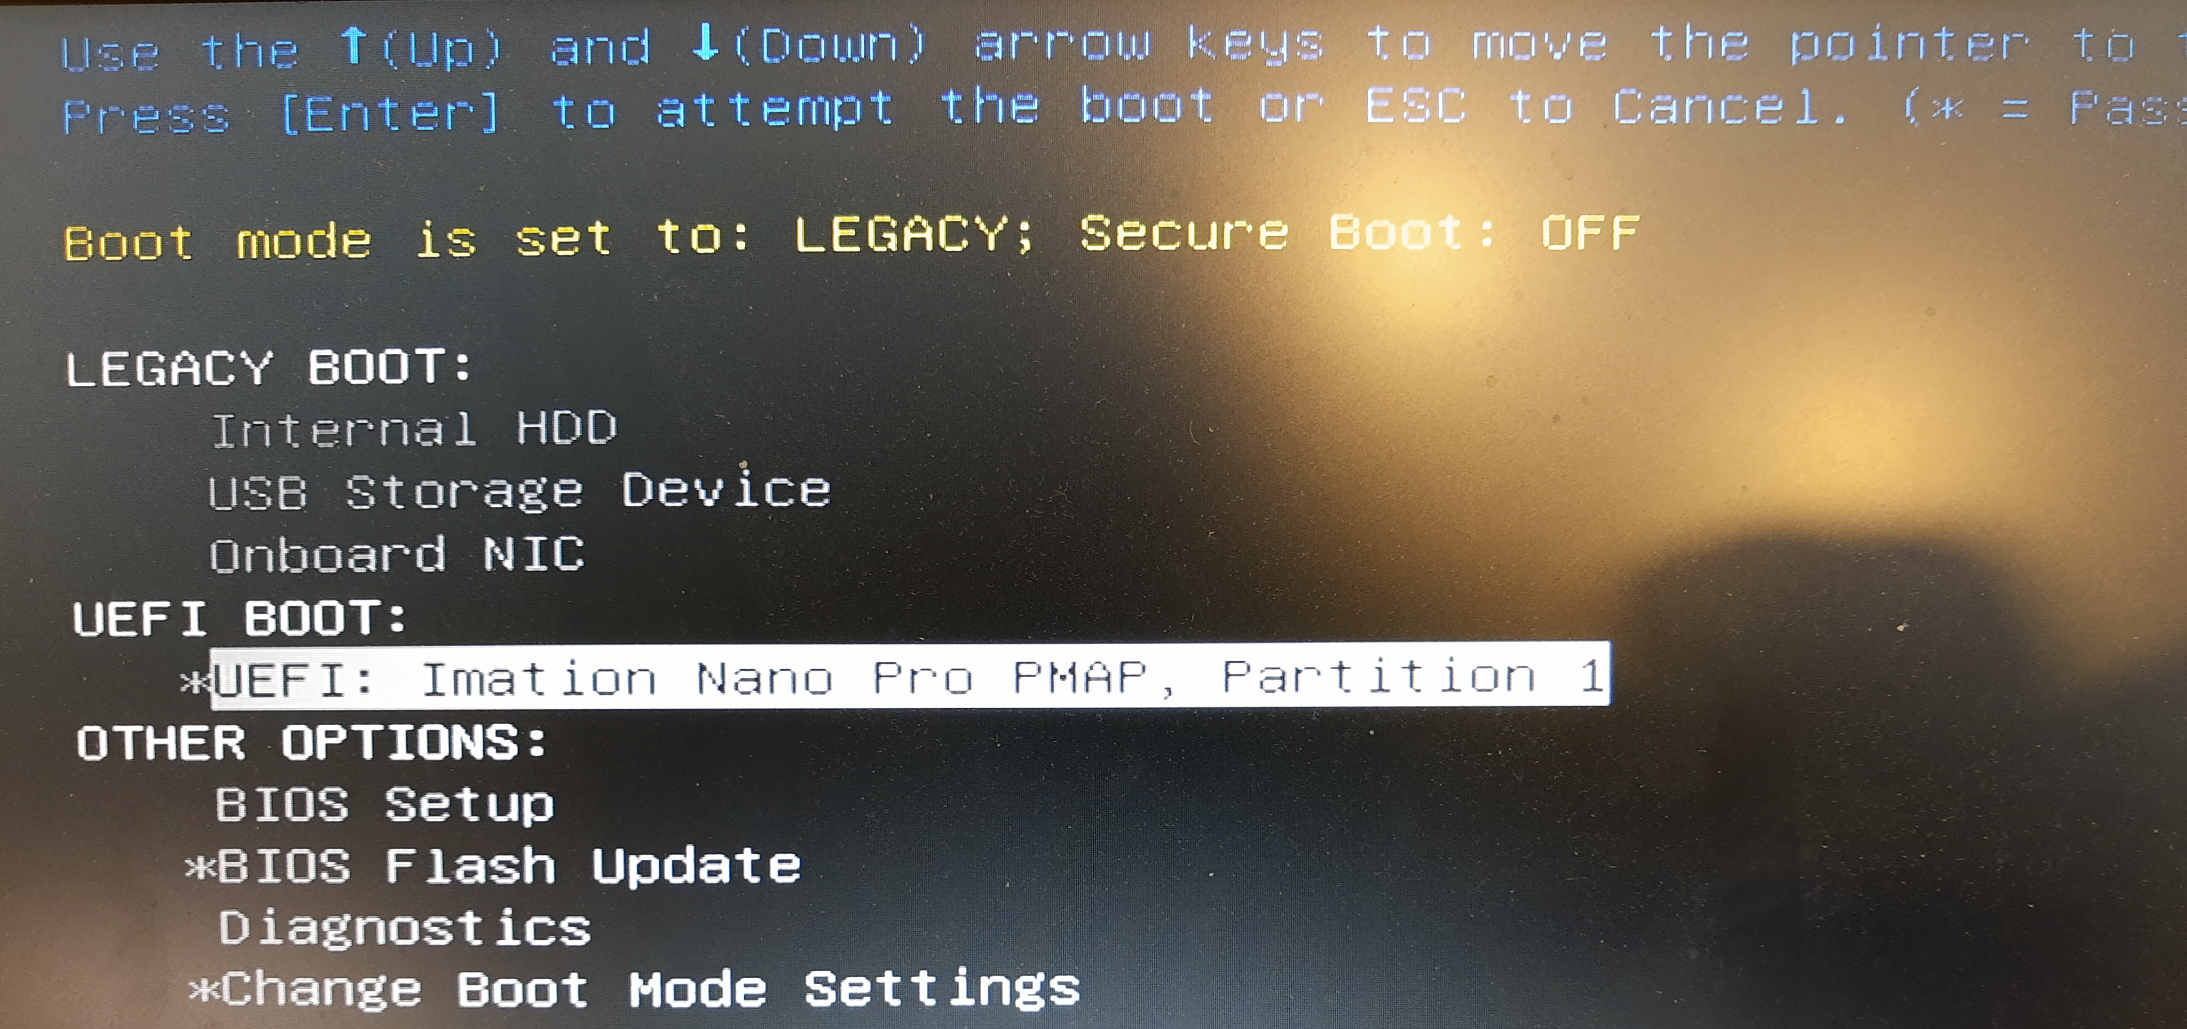 Use the ↑(Up) and ↓(Down) arrow keys to move the pointer to
Press [Enter] to attempt the boot or ESC to Cancel. (* = Pass
Boot mode is set to: LEGACY; Secure Boot: OFF
LEGACY BOOT:
Internal HDD
USB Storage Device
Onboard NIC
UEFI BOOT:
*UEFI: Imation Nano Pro PMAP, Partition 1
OTHER OPTIONS:
BIOS Setup
*BIOS Flash Update
Diagnostics
*Change Boot Mode Settings